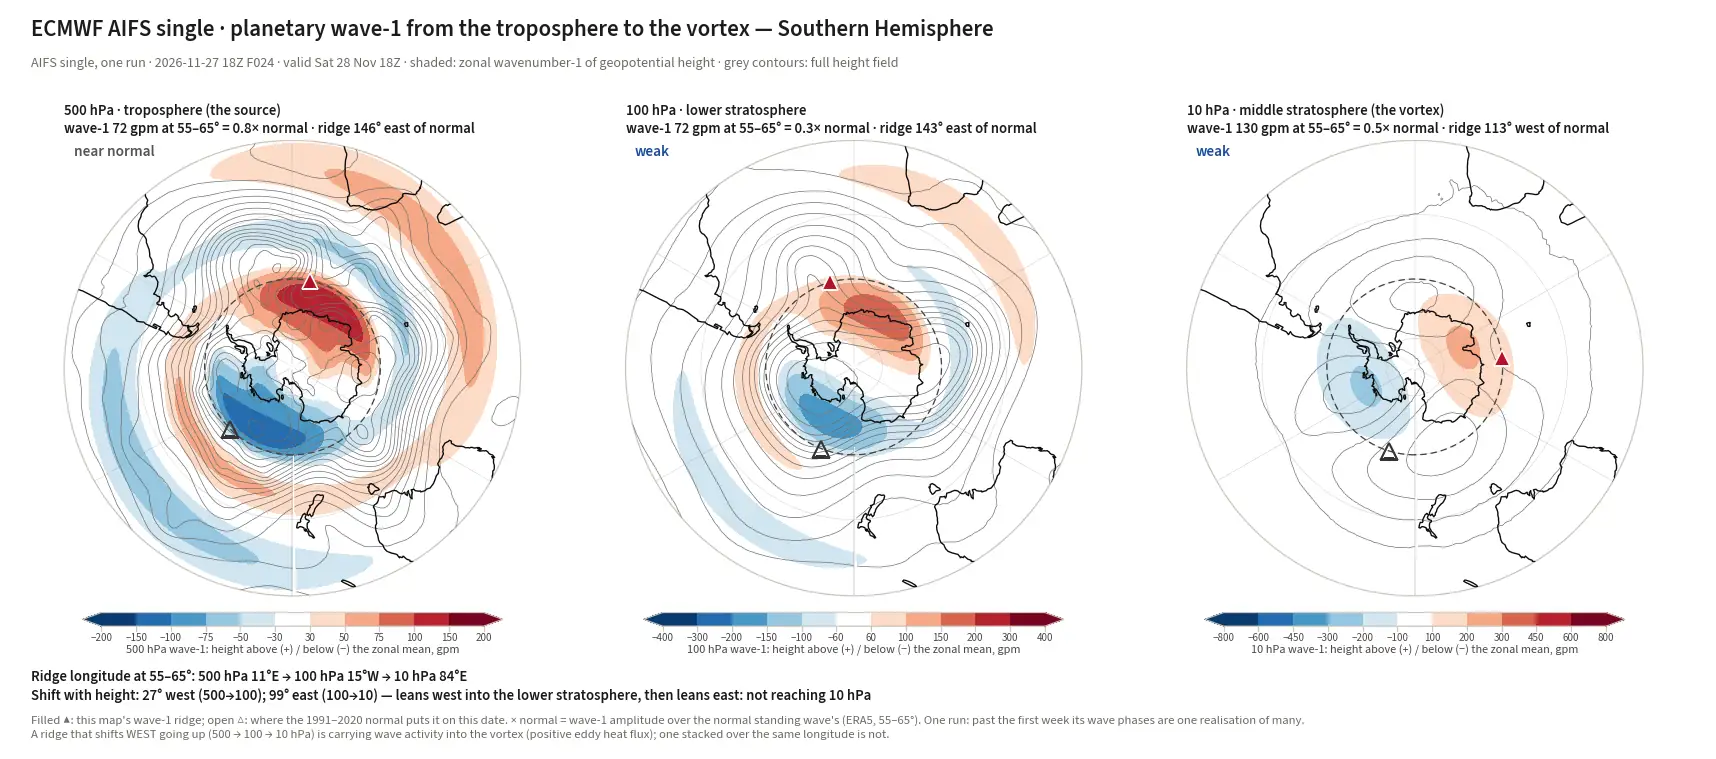 ECMWF AIFS single · planetary wave-1 from the troposphere to the vortex — Southern Hemisphere
AIFS single, one run · 2026-11-27 18Z F024 · valid Sat 28 Nov 18Z · shaded: zonal wavenumber-1 of geopotential height · grey contours: full height field
500 hPa · troposphere (the source)
wave-1 72 gpm at 55–65° = 0.8× normal · ridge 146° east of normal
near normal
100 hPa · lower stratosphere
wave-1 72 gpm at 55–65° = 0.3× normal · ridge 143° east of normal
weak
10 hPa · middle stratosphere (the vortex)
wave-1 130 gpm at 55–65° = 0.5× normal · ridge 113° west of normal
weak
−200 −150 −100 −75 −50 −30 30 50 75 100 150 200
500 hPa wave-1: height above (+) / below (−) the zonal mean, gpm
−400 −300 −200 −150 −100 −60 60 100 150 200 300 400
100 hPa wave-1: height above (+) / below (−) the zonal mean, gpm
−800 −600 −450 −300 −200 −100 100 200 300 450 600 800
10 hPa wave-1: height above (+) / below (−) the zonal mean, gpm
Ridge longitude at 55–65°: 500 hPa 11°E → 100 hPa 15°W → 10 hPa 84°E
Shift with height: 27° west (500→100); 99° east (100→10) — leans west into the lower stratosphere, then leans east: not reaching 10 hPa
Filled ▲: this map's wave-1 ridge; open △: where the 1991–2020 normal puts it on this date. × normal = wave-1 amplitude over the normal standing wave's (ERA5, 55–65°). One run: past the first week its wave phases are one realisation of many.
A ridge that shifts WEST going up (500 → 100 → 10 hPa) is carrying wave activity into the vortex (positive eddy heat flux); one stacked over the same longitude is not.